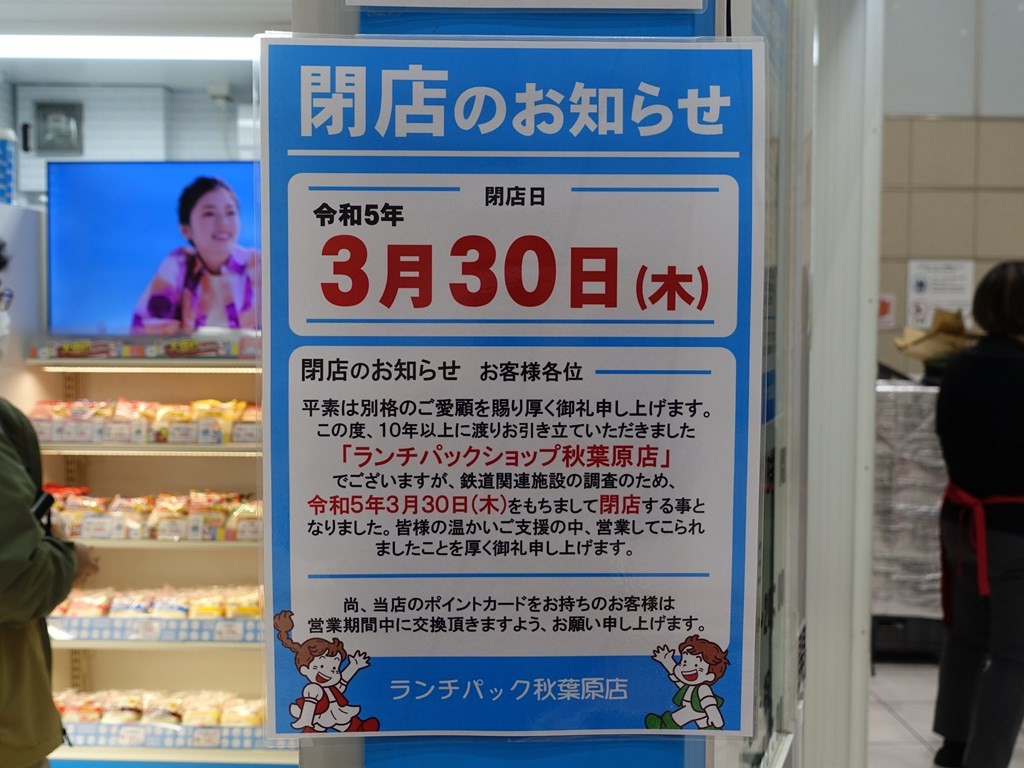 閉店のお知らせ
閉店日
令和5年
3月30日(木)
閉店のお知らせ お客様各位
平素は別格のご愛顧を賜り厚く御礼申し上げます。
この度、10年以上に渡りお引き立ていただきました
「ランチパックショップ秋葉原店」
でございますが、鉄道関連施設の調査のため、
令和5年3月30日(木)をもちまして閉店する事と
なりました。皆様の温かいご支援の中、営業してこられ
ましたことを厚く御礼申し上げます。
尚、当店のポイントカードをお持ちのお客様は
営業期間中に交換頂きますよう、お願い申し上げます。
ランチパック秋葉原店